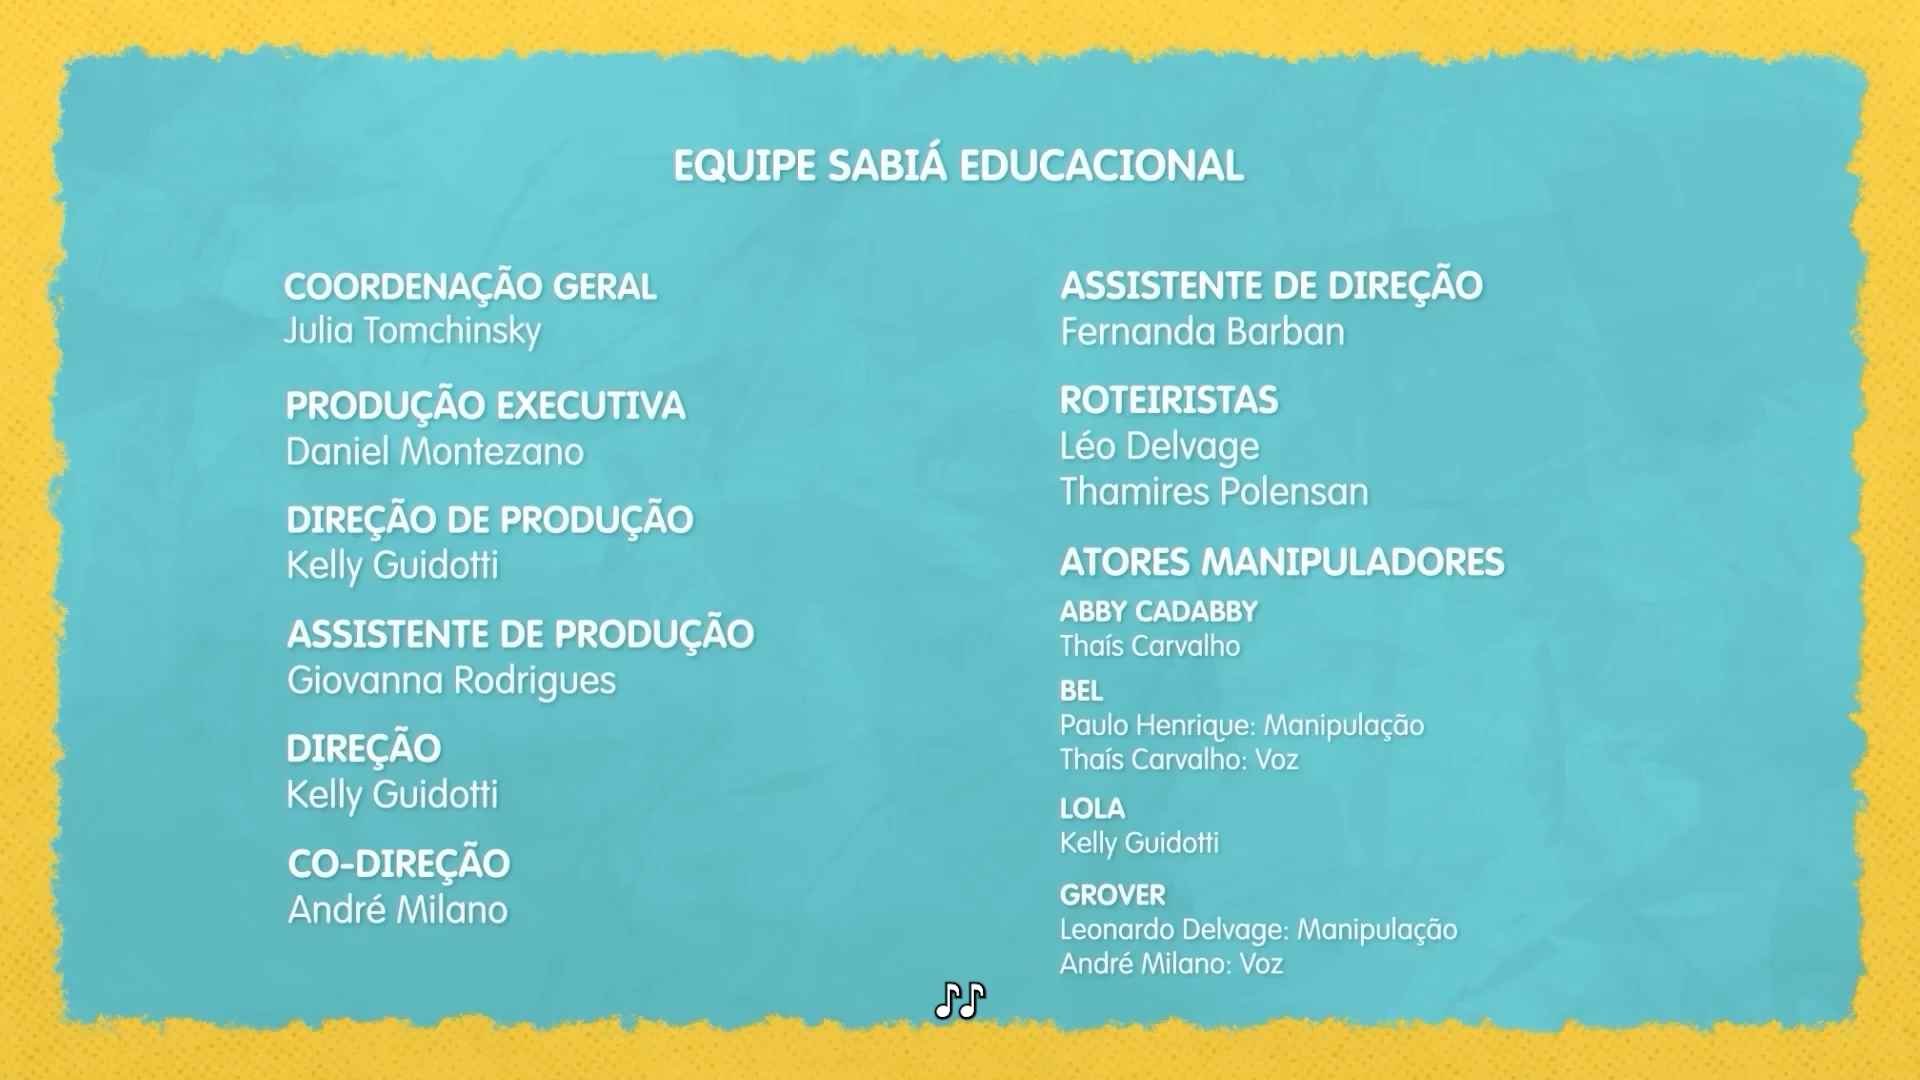 EQUIPE SABIÁ EDUCACIONAL
COORDENAÇÃO GERAL
Julia Tomchinsky
PRODUÇÃO EXECUTIVA
Daniel Montezano
DIREÇÃO DE PRODUÇÃO
Kelly Guidotti
ASSISTENTE DE PRODUÇÃO
Giovanna Rodrigues
DIREÇÃO
Kelly Guidotti
CO-DIREÇÃO
André Milano
ASSISTENTE DE DIREÇÃO
Fernanda Barban
ROTEIRISTAS
Léo Delvage
Thamires Polensan
ATORES MANIPULADORES
ABBY CADABBY
Thaís Carvalho
BEL
Paulo Henrique: Manipulação
Thaís Carvalho: Voz
LOLA
Kelly Guidotti
GROVER
Leonardo Delvage: Manipulação
André Milano: Voz
♪♪